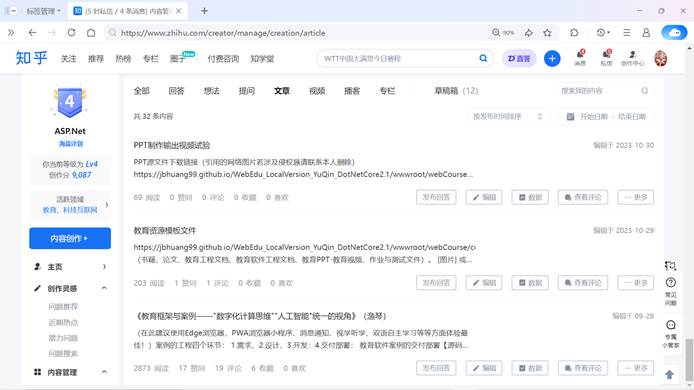 标签管理
(5 封私信 / 4 条消息) 内容管
https://www.zhihu.com/creator/manage/creation/article
90%
知乎 关注 推荐 热榜 专栏 圈子 New 付费咨询 知学堂 WTT中国大满贯今日赛程 直答 消息 私信 创作中心
4
ASP.Net
海盐计划
你当前等级为 Lv4
创作分 9,087
活跃领域
教育、科技互联网
内容创作
主页
创作灵感
问题推荐
近期热点
潜力问题
问题搜索
内容管理
全部 回答 想法 提问 文章 视频 播客 专栏 草稿箱 (12) 搜索我的内容
共 32 条内容 按发布时间排序 开始日期 - 结束日期
PPT制作输出视频试验 编辑于 2023-10-30
PPT源文件下载链接（引用的网络图片若涉及侵权恳请联系本人删除）
https://jbhuang99.github.io/WebEdu_LocalVersion_YuQin_DotNetCore2.1/wwwroot/webCourse...
69 阅读 0 赞同 0 评论 0 收藏 0 喜欢 发布回答 编辑 数据 查看评论 更多
教育资源模板文件 编辑于 2023-10-29
https://jbhuang99.github.io/WebEdu_LocalVersion_YuQin_DotNetCore2.1/wwwroot/webCourse/cc
（书籍、论文、教育工程文档、教育软件工程文档、教育PPT·教育视频、作业与测试文件）。 [图片] 或...
203 阅读 1 赞同 1 评论 0 收藏 0 喜欢 发布回答 编辑 数据 查看评论 更多
《教育框架与案例——"数字化计算思维""人工智能"统一的视角》（渔琴） 编辑于 09-28
（在此建议使用Edge浏览器、PWA浏览器小程序、消息通知、视学听学、双语自主学习等等方面体验最
佳！）案例的工程四个环节： 1.需求、2.设计、3.开发：4.交付部署： 教育软件案例的交付部署【源码...
2873 阅读 17 赞同 19 评论 6 收藏 0 喜欢 发布回答 编辑 数据 查看评论 更多
常见
问题
专属
小管家